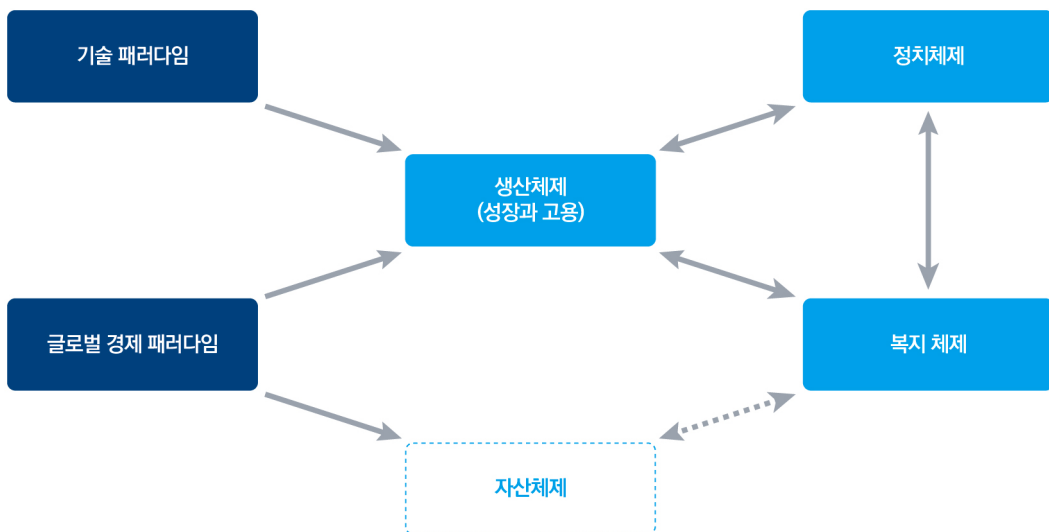 기술 패러다임
정치체제
생산체제
(성장과 고용)
글로벌 경제 패러다임
복지 체제
자산체제